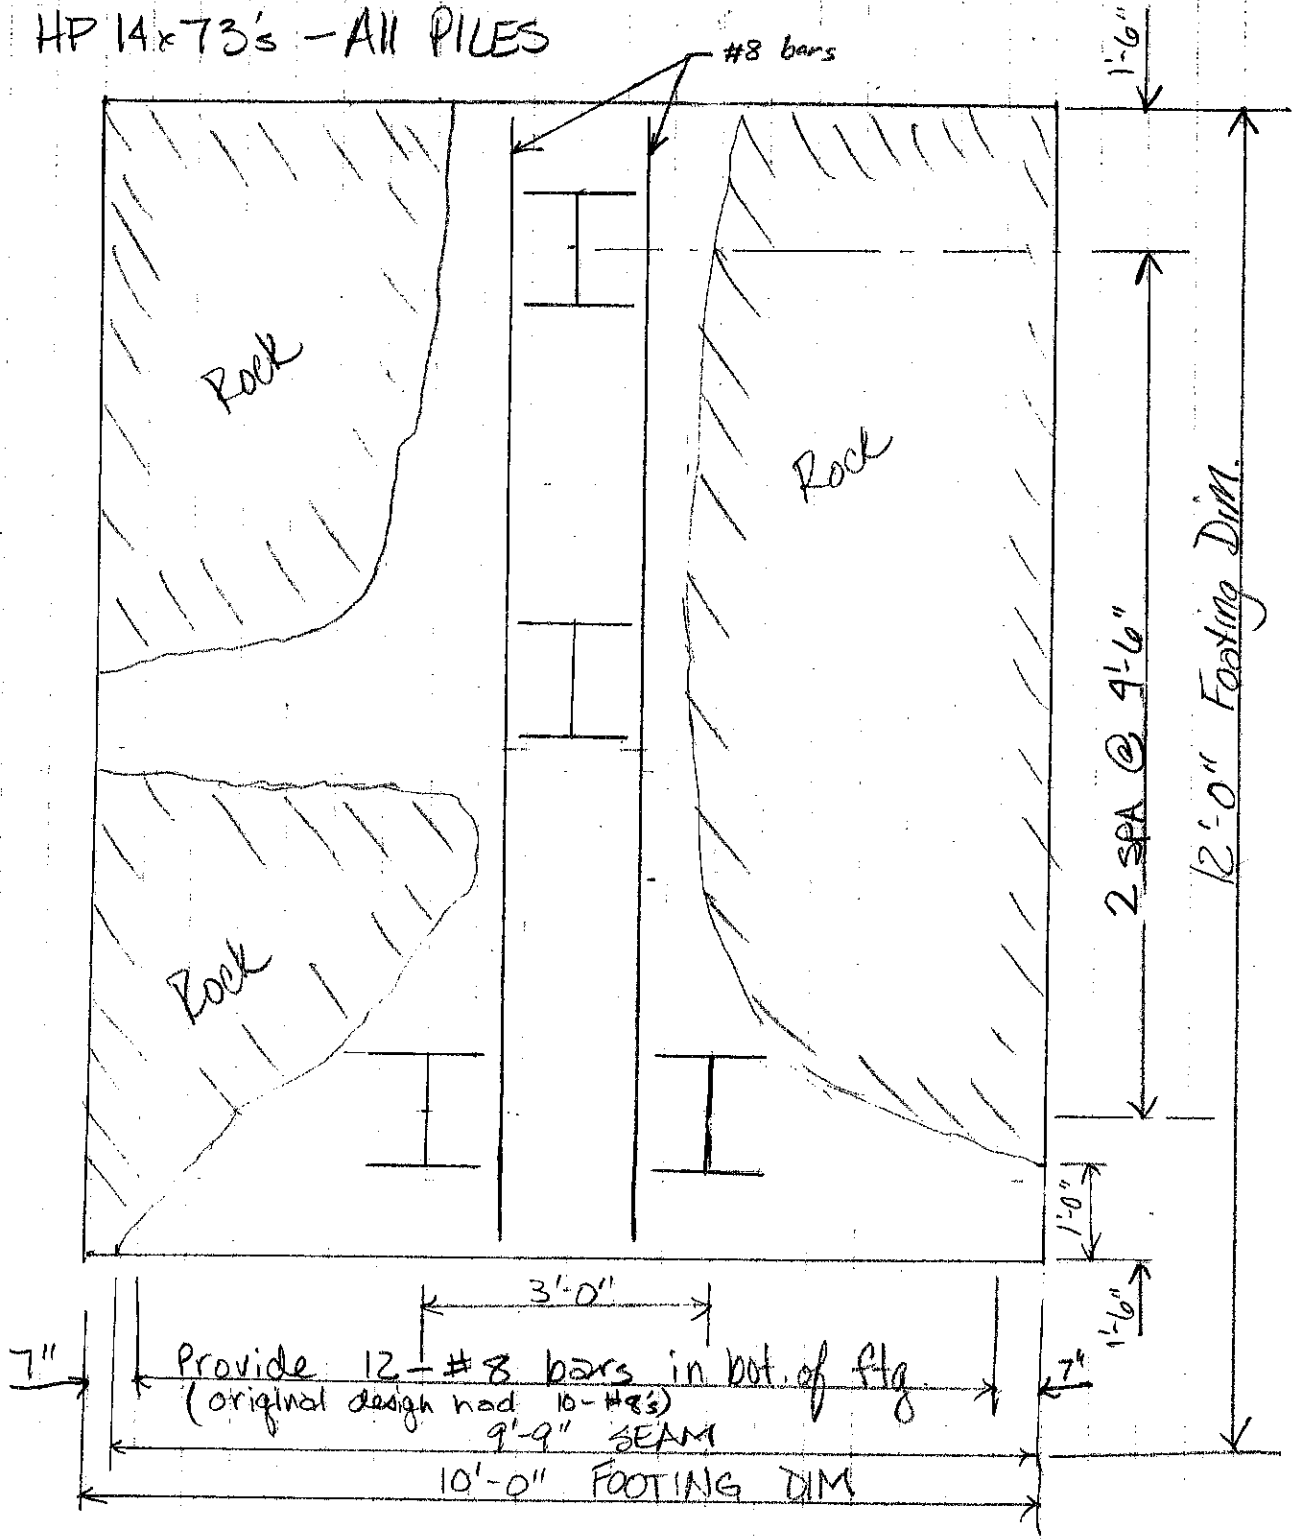 HP 14x73's - All PILES
#8 bars
1'-6"
Rock
Rock
2 SPA @ 4'-6"
12'-0" Footing Dim.
Rock
1'-0"
1'-6"
3'-0"
7"
Provide 12-#8 bars in bot. of ftg.
7"
(original design had 10-#8's)
9'-9" SEAM
10'-0" FOOTING DIM